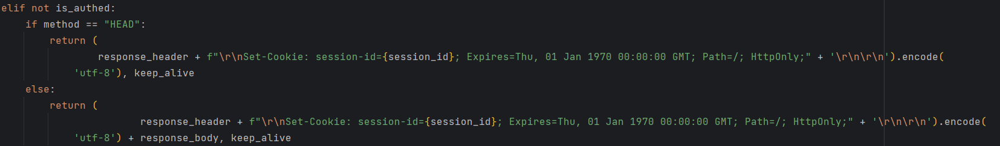 elif not is_authed:
if method == "HEAD":
return (
response_header + f"\r\nSet-Cookie: session-id={session_id}; Expires=Thu, 01 Jan 1970 00:00:00 GMT; Path=/; HttpOnly;" + '\r\n\r\n').encode(
'utf-8'), keep_alive
else:
return (
response_header + f"\r\nSet-Cookie: session-id={session_id}; Expires=Thu, 01 Jan 1970 00:00:00 GMT; Path=/; HttpOnly;" + '\r\n\r\n').encode(
'utf-8') + response_body, keep_alive